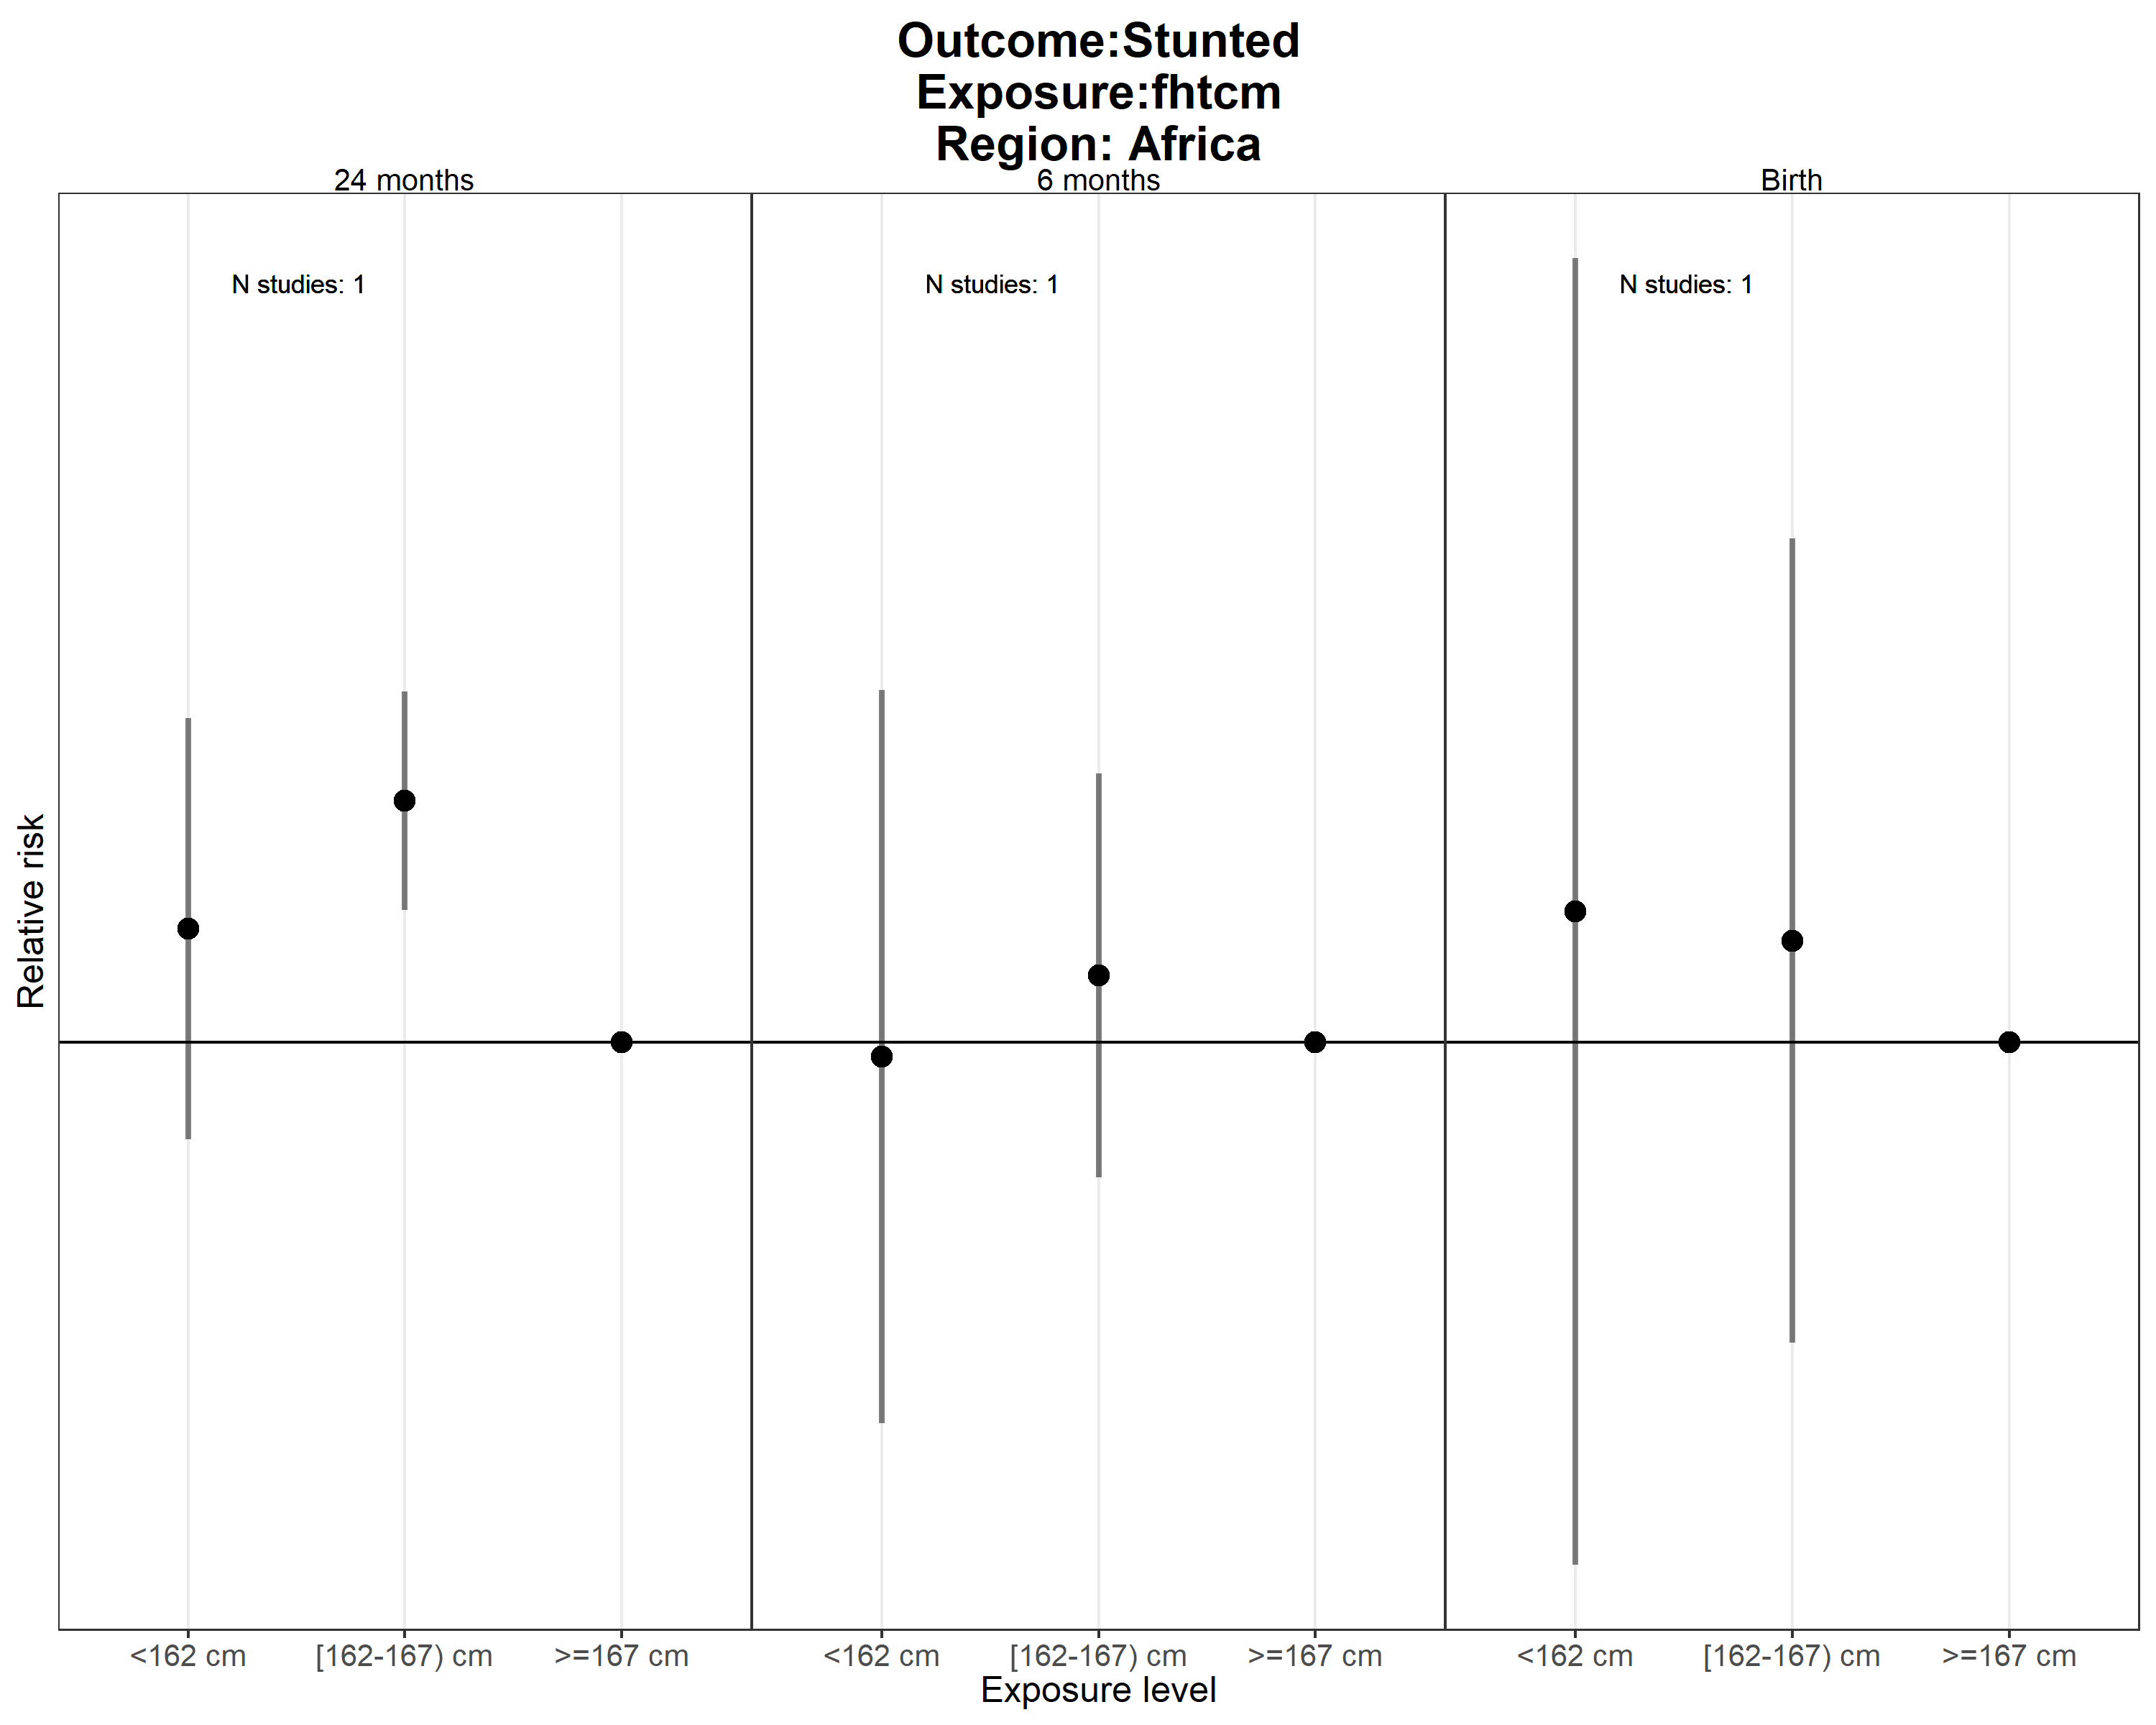 Outcome:Stunted
Exposure:fhtcm
Region: Africa
24 months
6 months
Birth
N studies: 1
N studies: 1
N studies: 1
Relative risk
<162 cm
[162-167) cm
>=167 cm
<162 cm
[162-167) cm
>=167 cm
<162 cm
[162-167) cm
>=167 cm
Exposure level